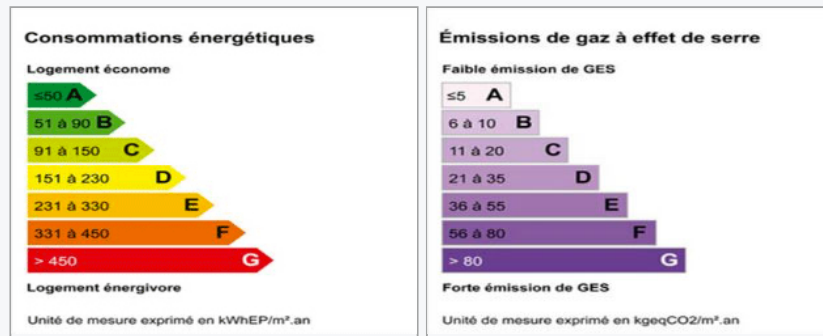 Consommations énergétiques
Logement économe
≤50 A
51 à 90 B
91 à 150 C
151 à 230 D
231 à 330 E
331 à 450 F
> 450 G
Logement énergivore
Unité de mesure exprimé en kWhEP/m².an
Émissions de gaz à effet de serre
Faible émission de GES
≤5 A
6 à 10 B
11 à 20 C
21 à 35 D
36 à 55 E
56 à 80 F
> 80 G
Forte émission de GES
Unité de mesure exprimé en kgeqCO2/m².an